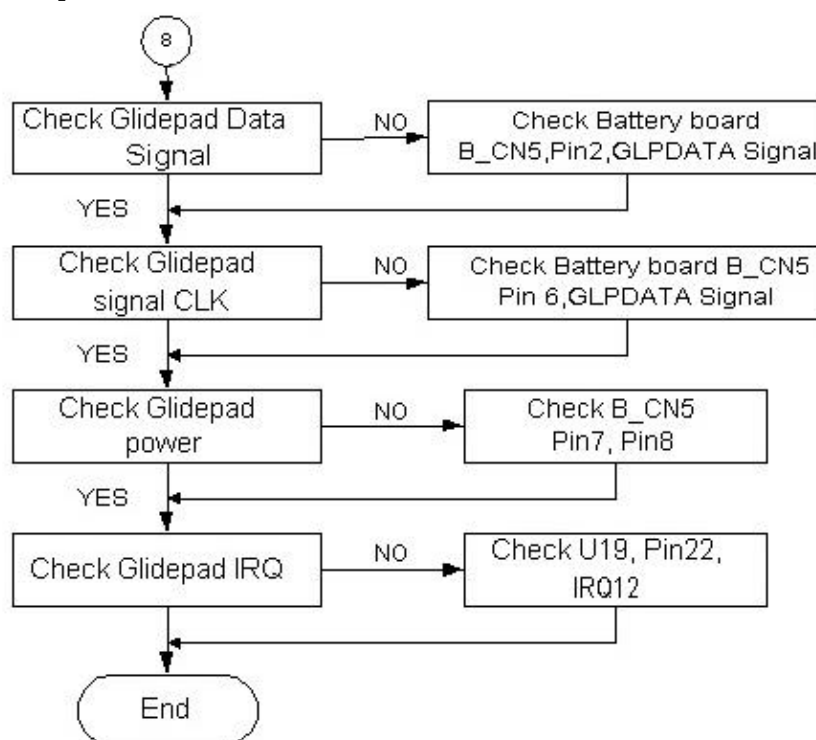 8
Check Glidepad Data
Signal
NO
Check Battery board
B_CN5,Pin2,GLPDATA Signal
YES
Check Glidepad
signal CLK
NO
Check Battery board B_CN5
Pin 6,GLPDATA Signal
YES
Check Glidepad
power
NO
Check B_CN5
Pin7, Pin8
YES
Check Glidepad IRQ
NO
Check U19, Pin22,
IRQ12
End